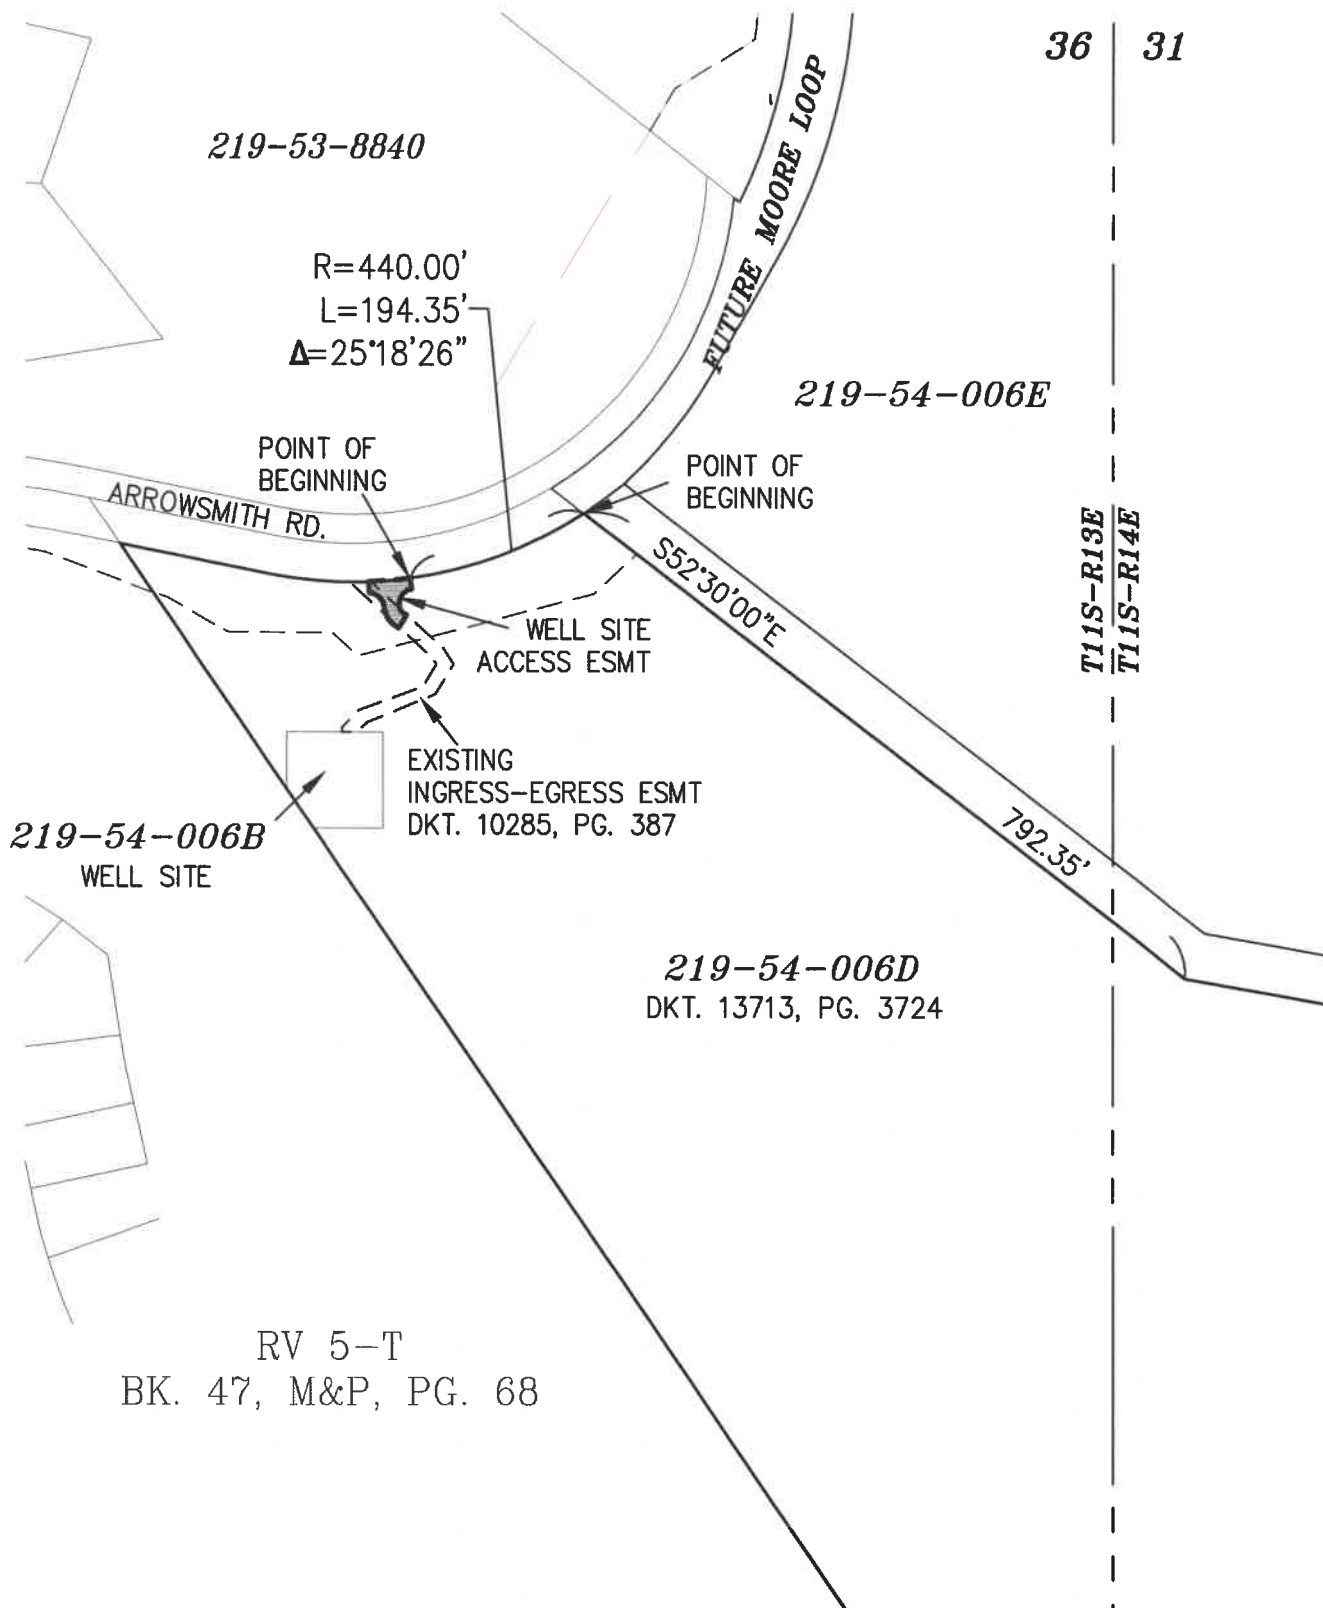 36
31
219-53-8840
FUTURE MOORE LOOP
R=440.00'
L=194.35'
Δ=25°18'26"
219-54-006E
POINT OF
BEGINNING
POINT OF
BEGINNING
ARROWSMITH RD.
S52°30'00"E
792.35'
T11S-R13E
T11S-R14E
WELL SITE
ACCESS ESMT
EXISTING
INGRESS-EGRESS ESMT
DKT. 10285, PG. 387
219-54-006B
WELL SITE
219-54-006D
DKT. 13713, PG. 3724
RV 5-T
BK. 47, M&P, PG. 68